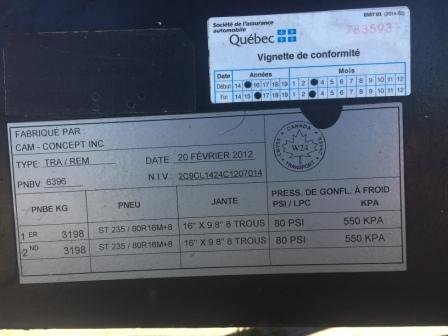 Société de l'assurance
automobile
Québec
6567 03 (2014-02)
7835931
Vignette de conformité
Date Années Mois
Début 14 16 17 18 19 1 2 4 5 6 7 8 9 10 11 12
Fin 14 15 17 18 19 1 2 4 5 6 7 8 9 10 11 12
FABRIQUÉ PAR :
CAM - CONCEPT INC
TYPE: TRA / REM DATE: 20 FÉVRIER 2012
PNBV 6396 N.I.V : 2C9CL1424C1207014
CANADA
W24
TRANSPORT
PNBE KG PNEU JANTE PRESS. DE GONFL. À FROID
PSI / LPC KPA
1 ER 3198 ST 235 / 80R16M+8 16" X 9.8" 8 TROUS 80 PSI 550 KPA
2 ND 3198 ST 235 / 80R16M+8 16" X 9.8" 8 TROUS 80 PSI 550 KPA